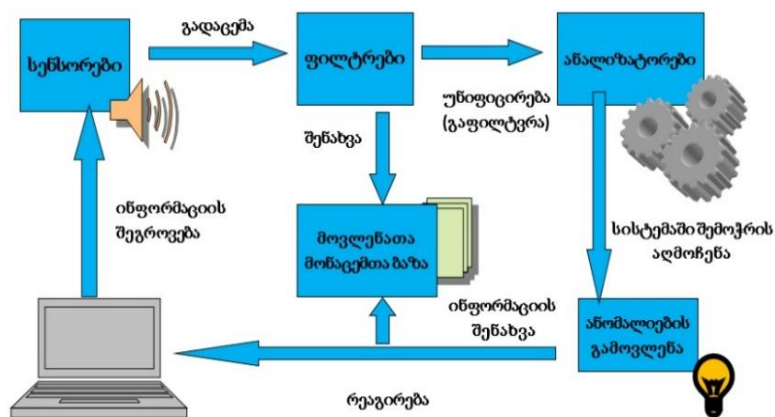 გადაცემა
სენსორები
ფილტრები
ანალიზატორები
უნიფიცირება
(გაფილტვრა)
შენახვა
ინფორმაციის
შეგროვება
მოვლენათა
მონაცემთა ბაზა
სისტემაში შემოჭრის
აღმოჩენა
ინფორმაციის
შენახვა
ანომალიების
გამოვლენა
რეაგირება